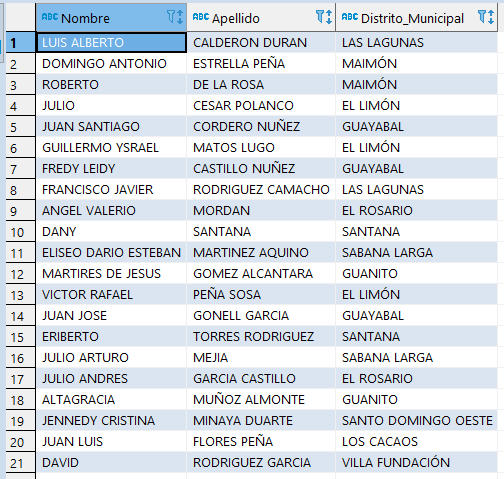 ABC Nombre ABC Apellido ABC Distrito_Municipal
1 LUIS ALBERTO CALDERON DURAN LAS LAGUNAS
2 DOMINGO ANTONIO ESTRELLA PEÑA MAIMÓN
3 ROBERTO DE LA ROSA MAIMÓN
4 JULIO CESAR POLANCO EL LIMÓN
5 JUAN SANTIAGO CORDERO NUÑEZ GUAYABAL
6 GUILLERMO YSRAEL MATOS LUGO EL LIMÓN
7 FREDY LEIDY CASTILLO NUÑEZ GUAYABAL
8 FRANCISCO JAVIER RODRIGUEZ CAMACHO LAS LAGUNAS
9 ANGEL VALERIO MORDAN EL ROSARIO
10 DANY SANTANA SANTANA
11 ELISEO DARIO ESTEBAN MARTINEZ AQUINO SABANA LARGA
12 MARTIRES DE JESUS GOMEZ ALCANTARA GUANITO
13 VICTOR RAFAEL PEÑA SOSA EL LIMÓN
14 JUAN JOSE GONELL GARCIA GUAYABAL
15 ERIBERTO TORRES RODRIGUEZ SANTANA
16 JULIO ARTURO MEJIA SABANA LARGA
17 JULIO ANDRES GARCIA CASTILLO EL ROSARIO
18 ALTAGRACIA MUÑOZ ALMONTE GUANITO
19 JENNEDY CRISTINA MINAYA DUARTE SANTO DOMINGO OESTE
20 JUAN LUIS FLORES PEÑA LOS CACAOS
21 DAVID RODRIGUEZ GARCIA VILLA FUNDACIÓN